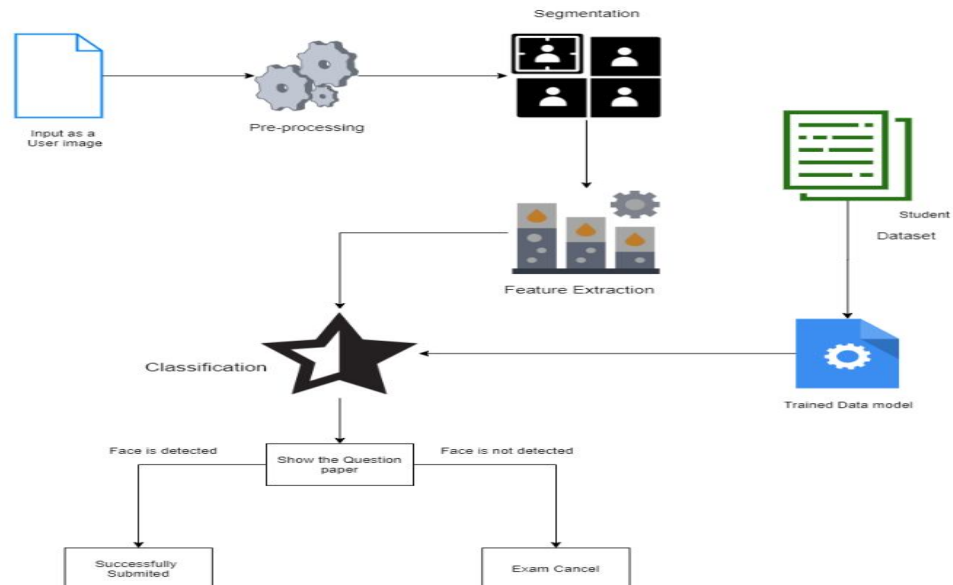 Segmentation
Input as a
User image
Pre-processing
Student
Dataset
Feature Extraction
Classification
Trained Data model
Face is detected
Show the Question
paper
Face is not detected
Successfully
Submited
Exam Cancel